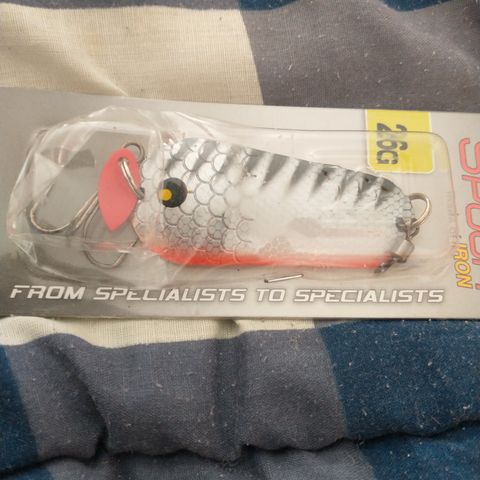 26G
SPOON
IRON
FROM SPECIALISTS TO SPECIALISTS